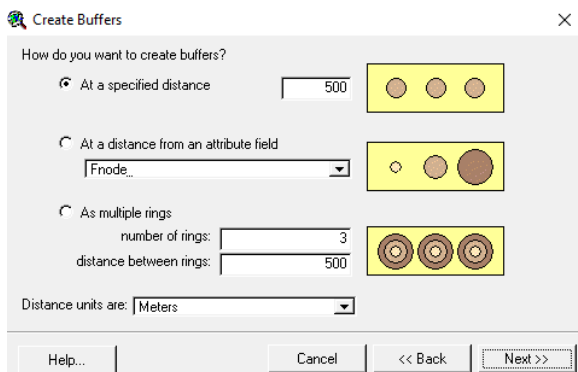 Create Buffers
How do you want to create buffers?
At a specified distance 500
At a distance from an attribute field
Fnode_
As multiple rings
number of rings: 3
distance between rings: 500
Distance units are: Meters
Help... Cancel << Back Next >>